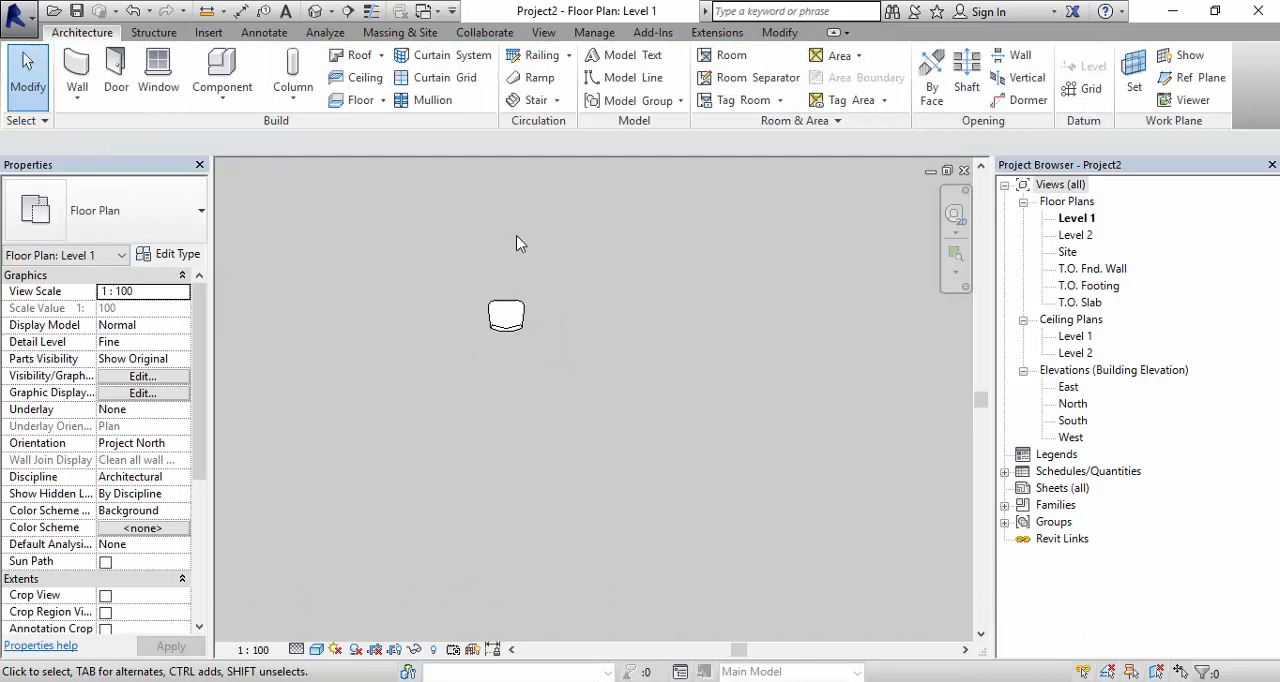 Project2 - Floor Plan: Level 1
Type a keyword or phrase
Sign In
Architecture Structure Insert Annotate Analyze Massing & Site Collaborate View Manage Add-Ins Extensions Modify
Modify
Wall
Door
Window
Component
Column
Roof
Ceiling
Floor
Curtain System
Curtain Grid
Mullion
Railing
Ramp
Stair
Model Text
Model Line
Model Group
Room
Room Separator
Tag Room
Area
Area Boundary
Tag Area
By Face
Shaft
Wall
Vertical
Dormer
Level
Grid
Set
Show
Ref Plane
Viewer
Select Build Circulation Model Room & Area Opening Datum Work Plane
Properties
Floor Plan
Floor Plan: Level 1 Edit Type
Graphics
View Scale 1 : 100
Scale Value 1: 100
Display Model Normal
Detail Level Fine
Parts Visibility Show Original
Visibility/Graph... Edit...
Graphic Display... Edit...
Underlay None
Underlay Orien... Plan
Orientation Project North
Wall Join Display Clean all wall ...
Discipline Architectural
Show Hidden L... By Discipline
Color Scheme ... Background
Color Scheme <none>
Default Analysi... None
Sun Path
Extents
Crop View
Crop Region Vi...
Annotation Crop
Properties help Apply
2D
Project Browser - Project2
Views (all)
Floor Plans
Level 1
Level 2
Site
T.O. Fnd. Wall
T.O. Footing
T.O. Slab
Ceiling Plans
Level 1
Level 2
Elevations (Building Elevation)
East
North
South
West
Legends
Schedules/Quantities
Sheets (all)
Families
Groups
Revit Links
1 : 100
Click to select, TAB for alternates, CTRL adds, SHIFT unselects.
:0
Main Model
:0